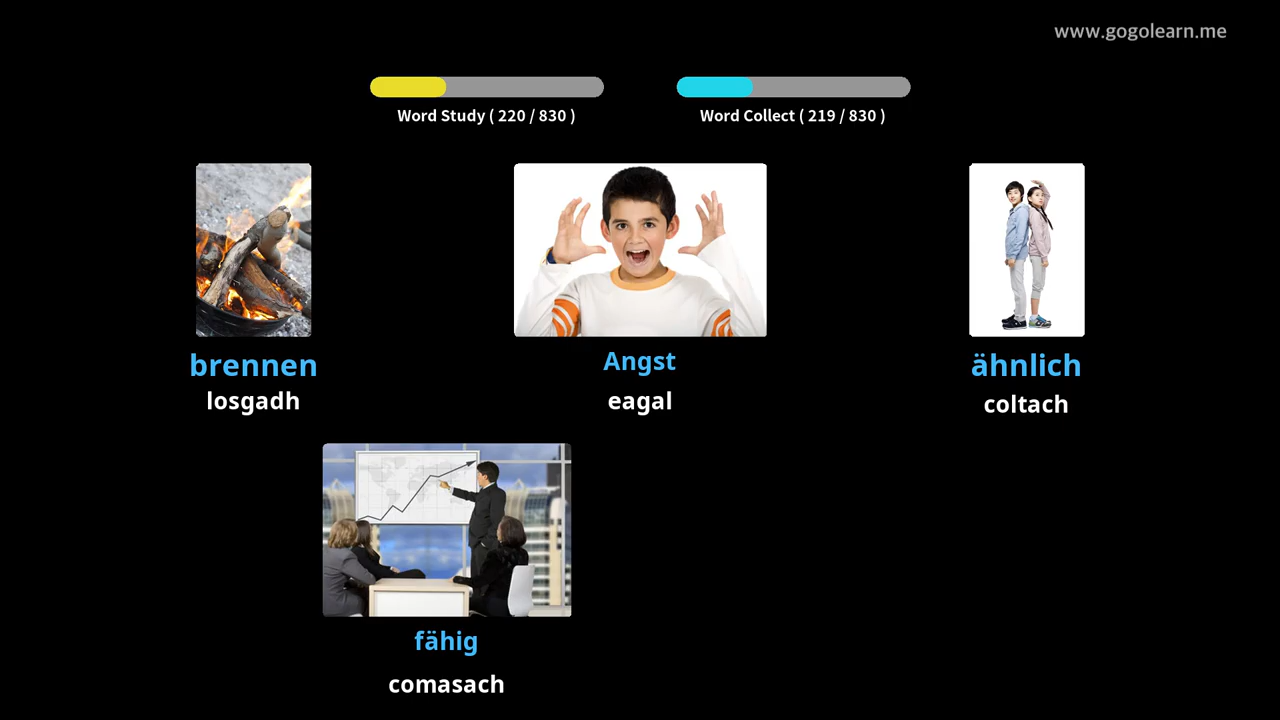 www.gogolearn.me
Word Study ( 220 / 830 )
Word Collect ( 219 / 830 )
brennen
losgadh
Angst
eagal
ähnlich
coltach
fähig
comasach